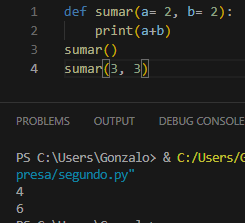 1 def sumar(a= 2, b= 2):
2     print(a+b)
3 sumar()
4 sumar(3, 3)
PROBLEMS OUTPUT DEBUG CONSOLE
PS C:\Users\Gonzalo> & C:/Users/G
presa/segundo.py"
4
6